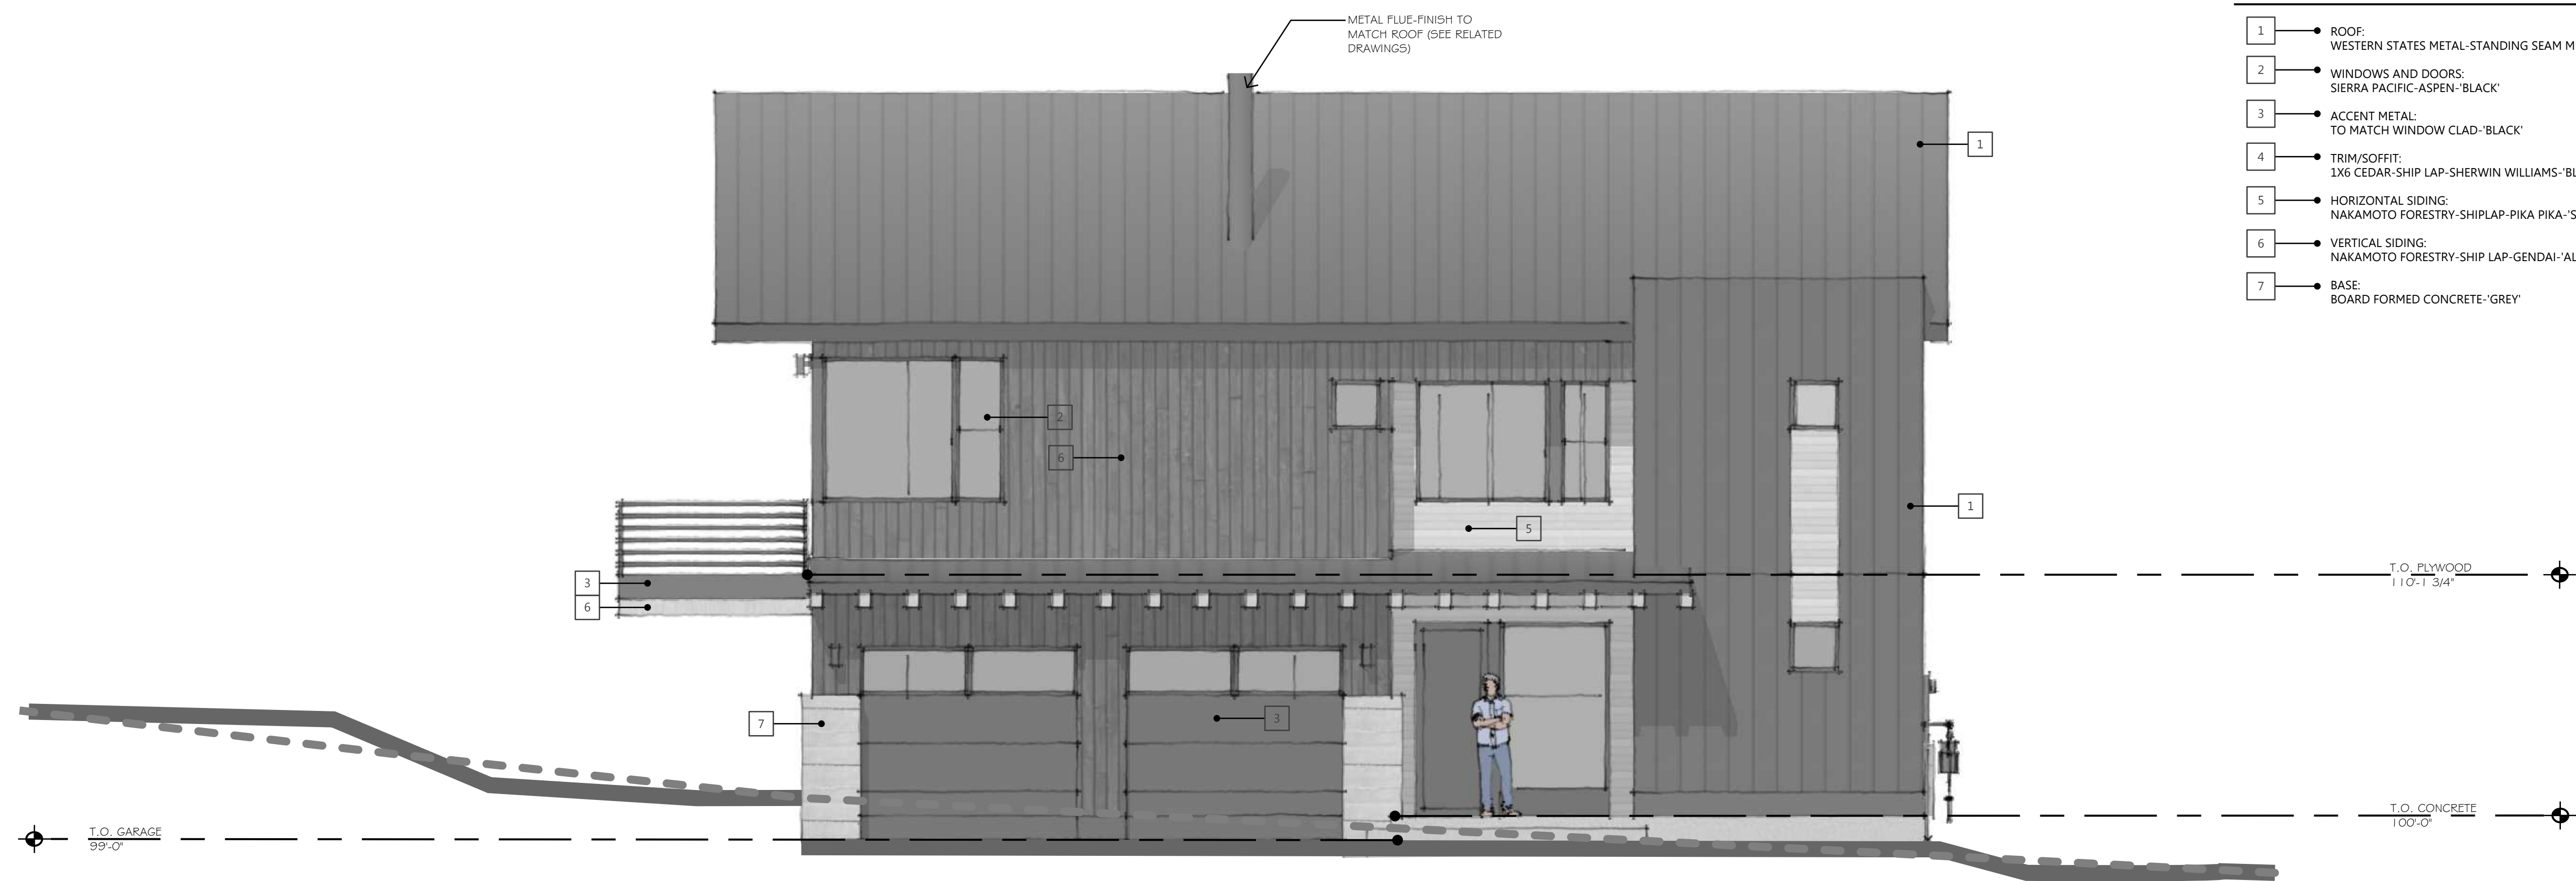 METAL FLUE-FINISH TO
MATCH ROOF (SEE RELATED
DRAWINGS)
1
ROOF:
WESTERN STATES METAL-STANDING SEAM M
2
WINDOWS AND DOORS:
SIERRA PACIFIC-ASPEN-'BLACK'
3
ACCENT METAL:
TO MATCH WINDOW CLAD-'BLACK'
4
TRIM/SOFFIT:
1X6 CEDAR-SHIP LAP-SHERWIN WILLIAMS-'BL
5
HORIZONTAL SIDING:
NAKAMOTO FORESTRY-SHIPLAP-PIKA PIKA-'S
6
VERTICAL SIDING:
NAKAMOTO FORESTRY-SHIP LAP-GENDAI-'AL
7
BASE:
BOARD FORMED CONCRETE-'GREY'
1
2
6
1
5
3
6
T.O. PLYWOOD
110'-1 3/4"
7
3
T.O. CONCRETE
100'-0"
T.O. GARAGE
99'-0"